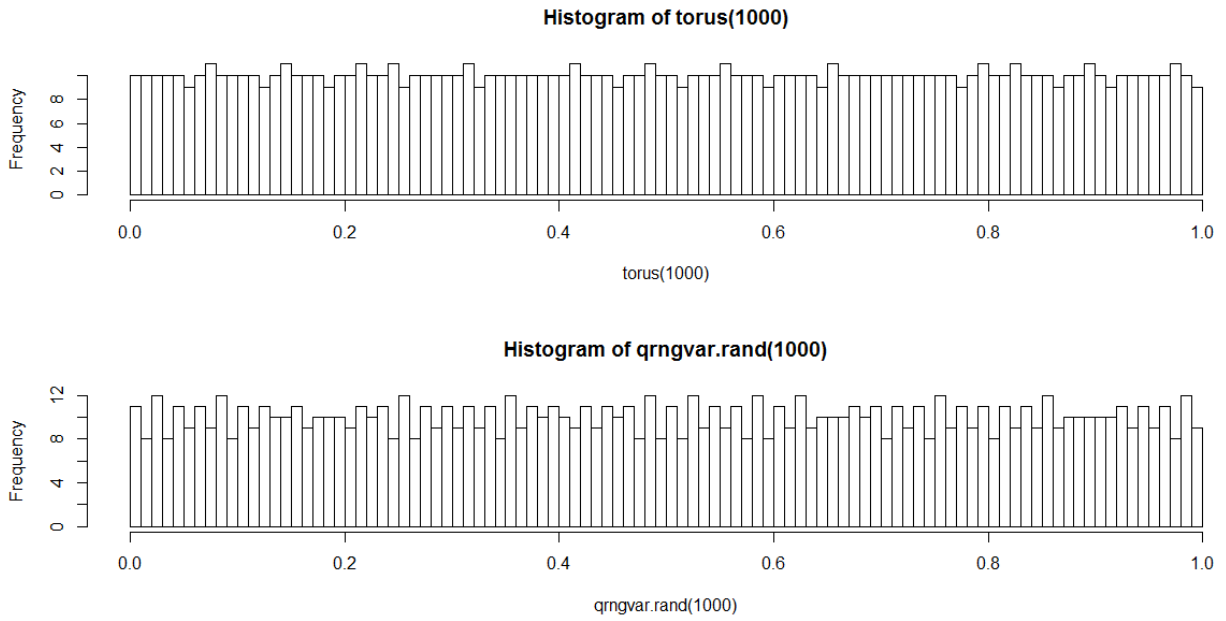 Histogram of torus(1000)
Frequency
8
6
4
2
0
0.0 0.2 0.4 0.6 0.8 1.0
torus(1000)
Histogram of qrngvar.rand(1000)
Frequency
12
8
4
0
0.0 0.2 0.4 0.6 0.8 1.0
qrngvar.rand(1000)